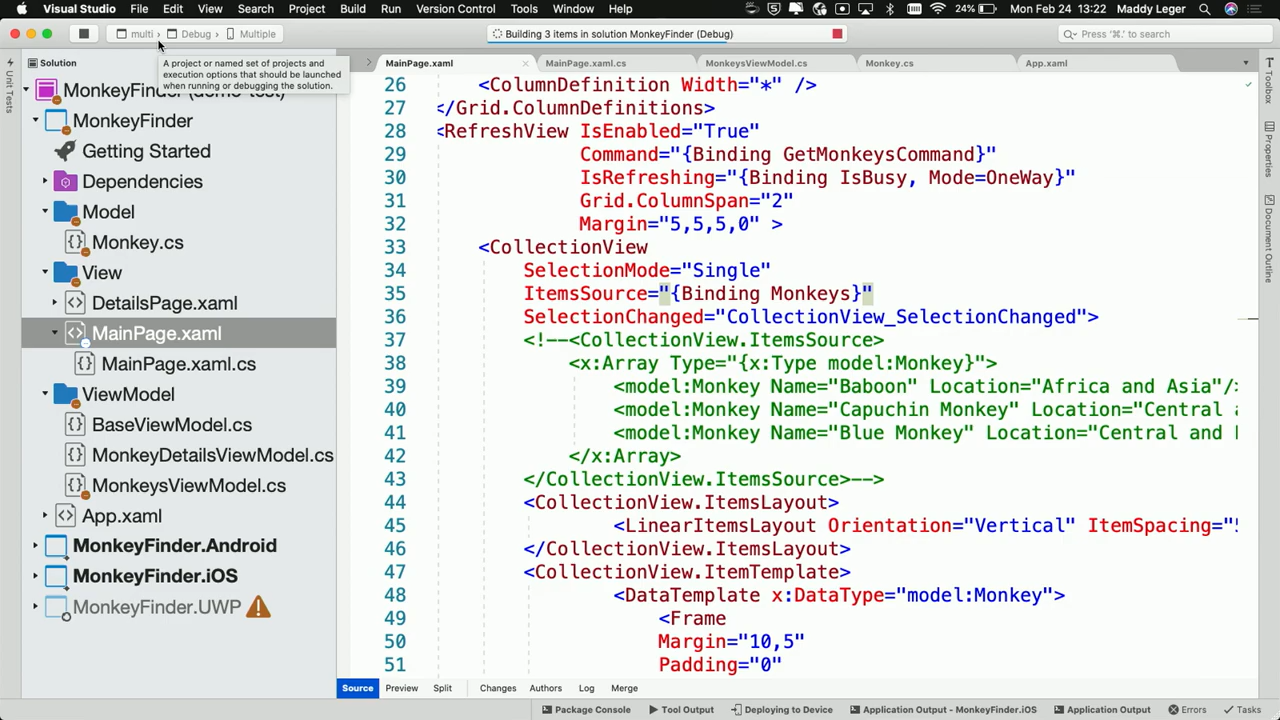 Visual Studio File Edit View Search Project Build Run Version Control Tools Window Help 24% Mon Feb 24 13:22 Maddy Leger
multi › Debug › Multiple
Building 3 items in solution MonkeyFinder (Debug)
Press '⌘.' to search
A project or named set of projects and
execution options that should be launched
when running or debugging the solution.
Unit Tests
Solution
MonkeyFinder
MonkeyFinder
Getting Started
Dependencies
Model
Monkey.cs
View
DetailsPage.xaml
MainPage.xaml
MainPage.xaml.cs
ViewModel
BaseViewModel.cs
MonkeyDetailsViewModel.cs
MonkeysViewModel.cs
App.xaml
MonkeyFinder.Android
MonkeyFinder.iOS
MonkeyFinder.UWP
MainPage.xaml MainPage.xaml.cs MonkeysViewModel.cs Monkey.cs App.xaml
26 <ColumnDefinition Width="*" />
27 </Grid.ColumnDefinitions>
28 <RefreshView IsEnabled="True"
29 Command="{Binding GetMonkeysCommand}"
30 IsRefreshing="{Binding IsBusy, Mode=OneWay}"
31 Grid.ColumnSpan="2"
32 Margin="5,5,5,0" >
33 <CollectionView
34 SelectionMode="Single"
35 ItemsSource="{Binding Monkeys}"
36 SelectionChanged="CollectionView_SelectionChanged">
37 <!--<CollectionView.ItemsSource>
38 <x:Array Type="{x:Type model:Monkey}">
39 <model:Monkey Name="Baboon" Location="Africa and Asia"/>
40 <model:Monkey Name="Capuchin Monkey" Location="Central
41 <model:Monkey Name="Blue Monkey" Location="Central and
42 </x:Array>
43 </CollectionView.ItemsSource>-->
44 <CollectionView.ItemsLayout>
45 <LinearItemsLayout Orientation="Vertical" ItemSpacing="
46 </CollectionView.ItemsLayout>
47 <CollectionView.ItemTemplate>
48 <DataTemplate x:DataType="model:Monkey">
49 <Frame
50 Margin="10,5"
51 Padding="0"
Toolbox
Properties
Document Outline
Source Preview Split Changes Authors Log Merge
Package Console Tool Output Deploying to Device Application Output - MonkeyFinder.iOS Application Output Errors Tasks